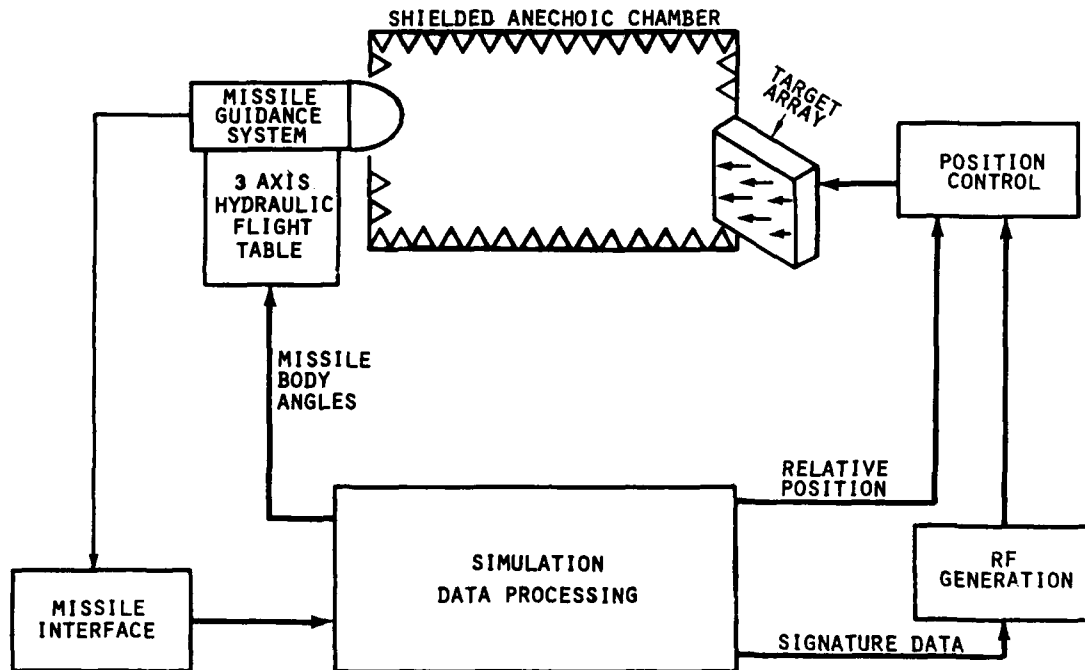 SHIELDED ANECHOIC CHAMBER
MISSILE
GUIDANCE
SYSTEM
3 AXIS
HYDRAULIC
FLIGHT
TABLE
TARGET
ARRAY
POSITION
CONTROL
MISSILE
BODY
ANGLES
RELATIVE
POSITION
SIMULATION
DATA PROCESSING
RF
GENERATION
MISSILE
INTERFACE
SIGNATURE DATA